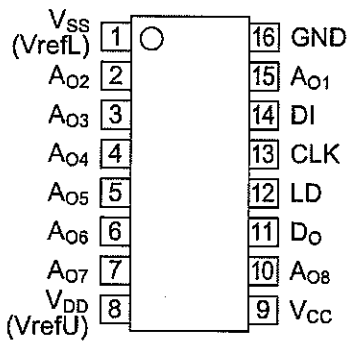 VSS
(VrefL) 1 16 GND
AO2 2 15 AO1
AO3 3 14 DI
AO4 4 13 CLK
AO5 5 12 LD
AO6 6 11 DO
AO7 7 10 AO8
VDD
(VrefU) 8 9 VCC